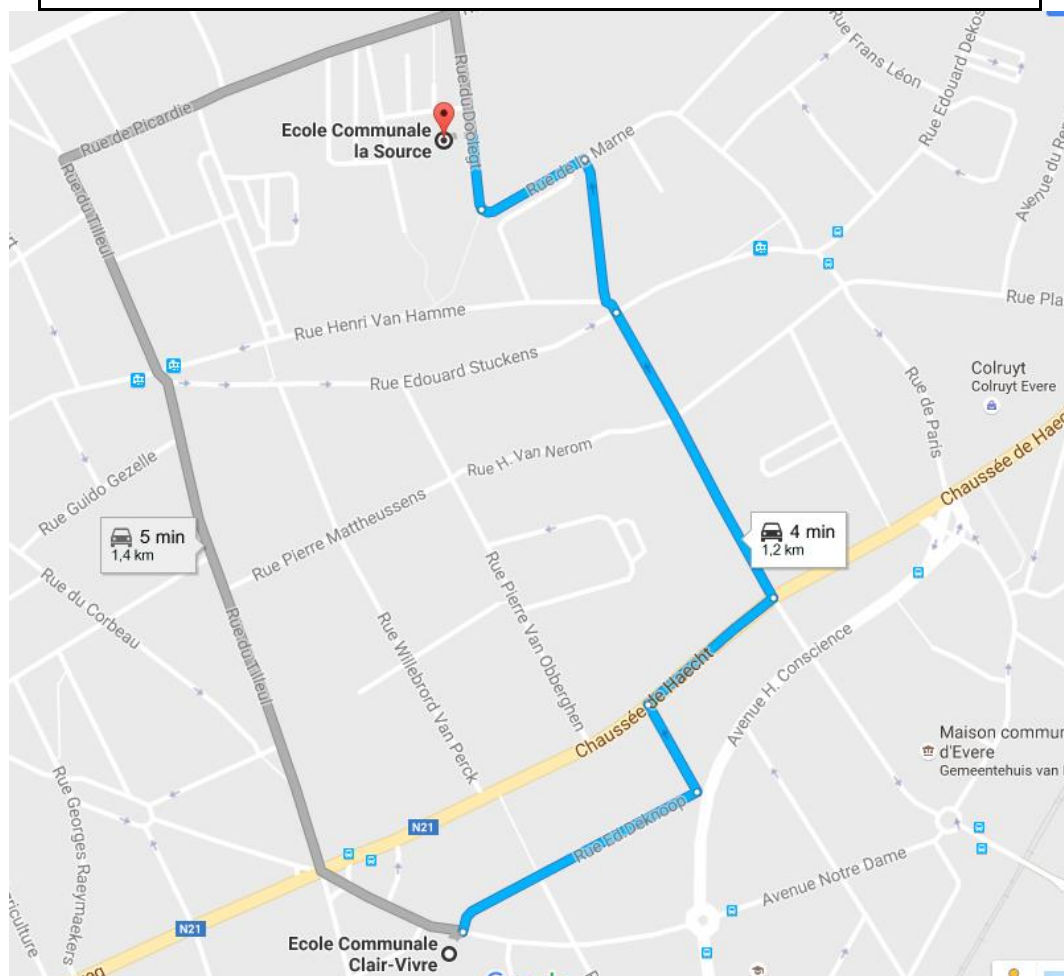 Rue Frans Léon
Rue Edouard Dekos
Rue de Picardie
Rue du Doolegt
Ecole Communale
la Source
Rue de la Marne
Avenue du Re
Rue du Tilleul
Rue Pla
Rue Henri Van Hamme
Rue Edouard Stuckens
Colruyt
Colruyt Evere
Rue de Paris
Rue H. Van Nerom
Chaussée de Haec
Rue Guido Gezelle
Rue Pierre Mattheussens
5 min
1,4 km
4 min
1,2 km
Rue du Corbeau
Rue Pierre Van Obberghen
Rue Willebrord Van Perck
Rue du Tilleul
Chaussée de Haecht
Avenue H. Conscience
Maison commun
d'Evere
Gemeentehuis van
Rue Georges Raeymaekers
N21
Rue Ed Deknoop
Avenue Notre Dame
riculture
N21
Ecole Communale
Clair-Vivre